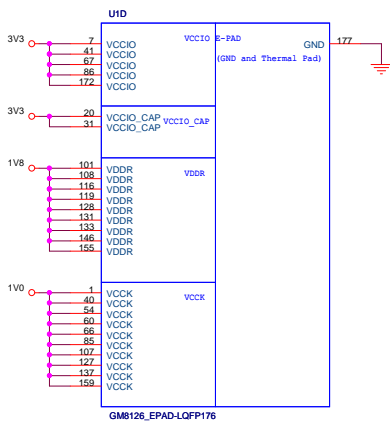 U1D
3V3 7 VCCIO VCCIO E-PAD GND 177
41 VCCIO (GND and Thermal Pad)
67 VCCIO
86 VCCIO
172 VCCIO
3V3 20 VCCIO_CAP VCCIO_CAP
31 VCCIO_CAP
1V8 101 VDDR VDDR
108 VDDR
116 VDDR
119 VDDR
128 VDDR
131 VDDR
133 VDDR
146 VDDR
155 VDDR
1V0 1 VCCK VCCK
40 VCCK
54 VCCK
60 VCCK
66 VCCK
85 VCCK
107 VCCK
127 VCCK
137 VCCK
159 VCCK
GM8126_EPAD-LQFP176